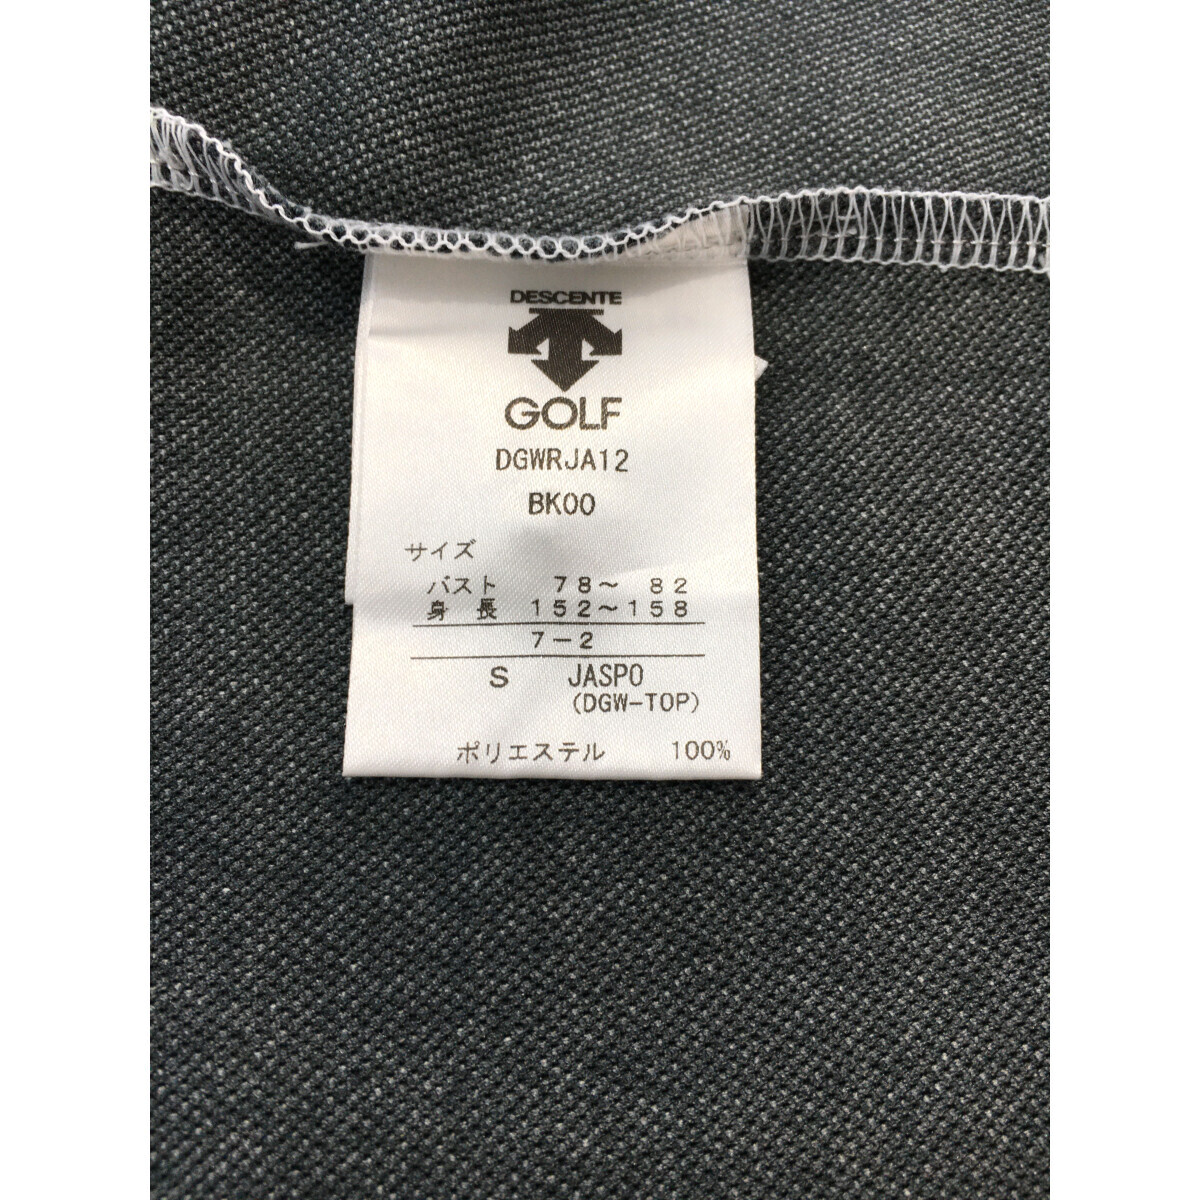 DESCENTE
GOLF
DGWRJA12
BK00
サイズ
バスト 78〜 82
身 長 152〜158
7−2
S JASPO
(DGW-TOP)
ポリエステル 100%